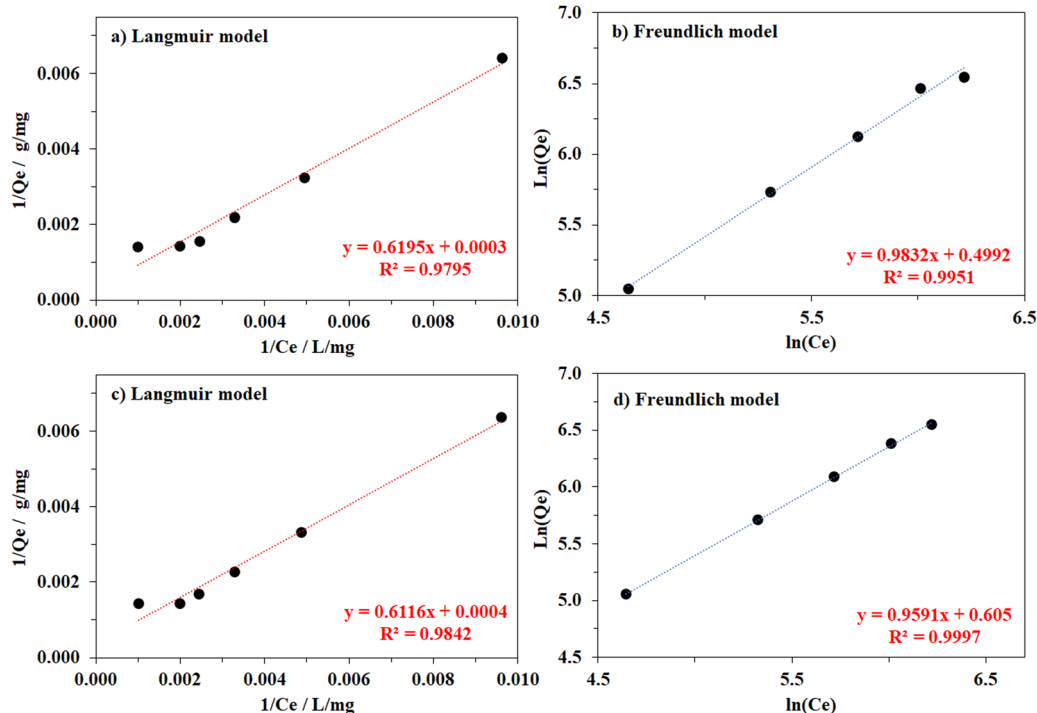 a) Langmuir model
1/Qe / g/mg
0.006
0.004
0.002
0.000
y = 0.6195x + 0.0003
R² = 0.9795
0.000 0.002 0.004 0.006 0.008 0.010
1/Ce / L/mg
b) Freundlich model
Ln(Qe)
7.0
6.5
6.0
5.5
5.0
y = 0.9832x + 0.4992
R² = 0.9951
4.5 5.5 6.5
ln(Ce)
c) Langmuir model
1/Qe / g/mg
0.006
0.004
0.002
0.000
y = 0.6116x + 0.0004
R² = 0.9842
0.000 0.002 0.004 0.006 0.008 0.010
1/Ce / L/mg
d) Freundlich model
Ln(Qe)
7.0
6.5
6.0
5.5
5.0
4.5
y = 0.9591x + 0.605
R² = 0.9997
4.5 5.5 6.5
ln(Ce)